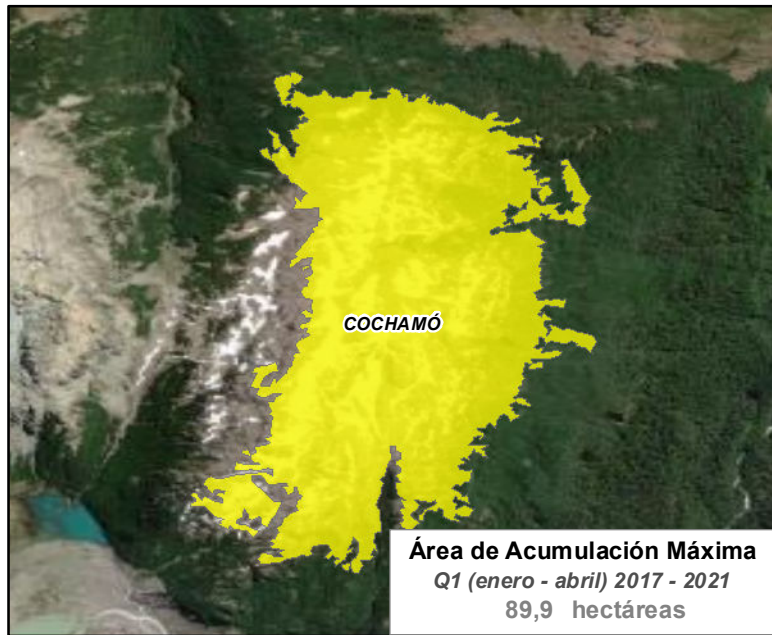 COCHAMÓ
Área de Acumulación Máxima
Q1 (enero - abril) 2017 - 2021
89,9 hectáreas